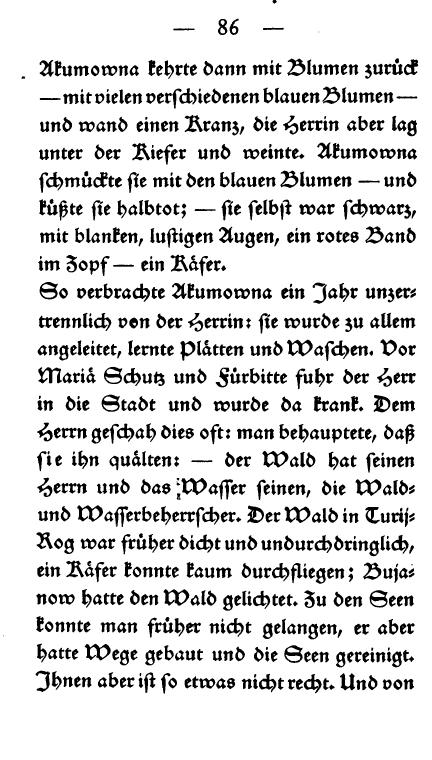 — 86 —
Akumowna kehrte dann mit Blumen zurück
— mit vielen verschiedenen blauen Blumen —
und wand einen Kranz, die Herrin aber lag
unter der Kiefer und weinte. Akumowna
schmückte sie mit den blauen Blumen — und
küßte sie halbtot; — sie selbst war schwarz,
mit blanken, lustigen Augen, ein rotes Band
im Zopf — ein Käfer.
So verbrachte Akumowna ein Jahr unzer-
trennlich von der Herrin: sie wurde zu allem
angeleitet, lernte Plätten und Waschen. Vor
Mariä Schutz und Fürbitte fuhr der Herr
in die Stadt und wurde da krank. Dem
Herrn geschah dies oft: man behauptete, daß
sie ihn quälten: — der Wald hat seinen
Herrn und das Wasser seinen, die Wald-
und Wasserbeherrscher. Der Wald in Turij-
Rog war früher dicht und undurchdringlich,
ein Käfer konnte kaum durchfliegen; Buja-
now hatte den Wald gelichtet. Zu den Seen
konnte man früher nicht gelangen, er aber
hatte Wege gebaut und die Seen gereinigt.
Ihnen aber ist so etwas nicht recht. Und von